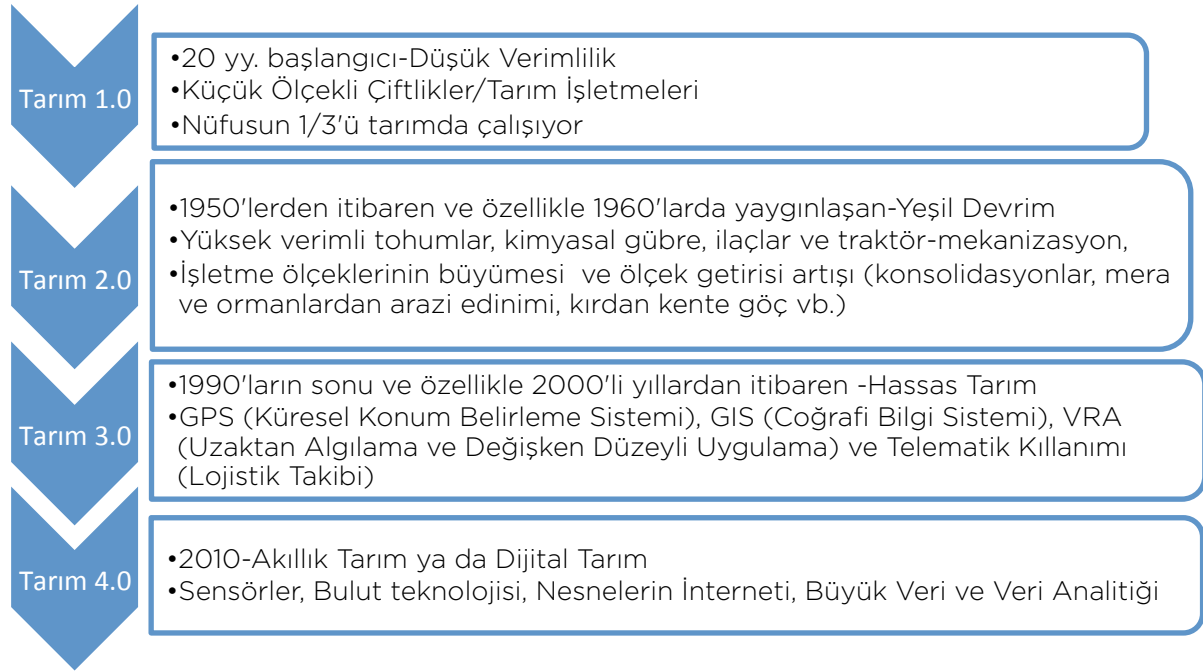 Tarım 1.0
•20 yy. başlangıcı-Düşük Verimlilik
•Küçük Ölçekli Çiftlikler/Tarım İşletmeleri
•Nüfusun 1/3'ü tarımda çalışıyor
Tarım 2.0
•1950'lerden itibaren ve özellikle 1960'larda yaygınlaşan-Yeşil Devrim
•Yüksek verimli tohumlar, kimyasal gübre, ilaçlar ve traktör-mekanizasyon,
•İşletme ölçeklerinin büyümesi ve ölçek getirisi artışı (konsolidasyonlar, mera
ve ormanlardan arazi edinimi, kırdan kente göç vb.)
Tarım 3.0
•1990'ların sonu ve özellikle 2000'li yıllardan itibaren -Hassas Tarım
•GPS (Küresel Konum Belirleme Sistemi), GIS (Coğrafi Bilgi Sistemi), VRA
(Uzaktan Algılama ve Değişken Düzeyli Uygulama) ve Telematik Kıllanımı
(Lojistik Takibi)
Tarım 4.0
•2010-Akıllık Tarım ya da Dijital Tarım
•Sensörler, Bulut teknolojisi, Nesnelerin İnterneti, Büyük Veri ve Veri Analitiği